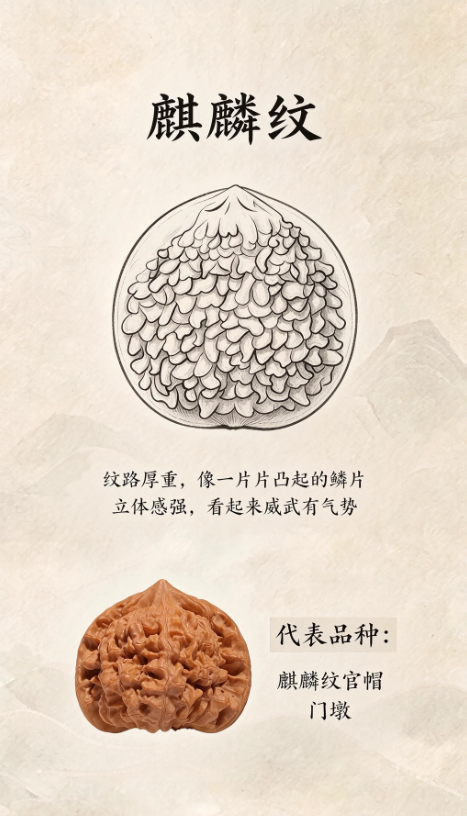 麒麟纹
纹路厚重，像一片片凸起的鳞片
立体感强，看起来威武有气势
代表品种：
麒麟纹官帽
门墩